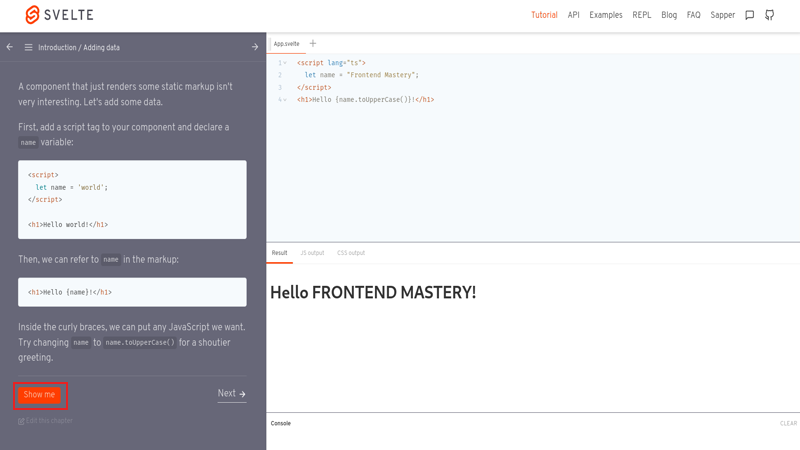 SVELTE
Tutorial API Examples REPL Blog FAQ Sapper
Introduction / Adding data
A component that just renders some static markup isn't
very interesting. Let's add some data.
First, add a script tag to your component and declare a
name variable:
<script>
let name = 'world';
</script>
<h1>Hello world!</h1>
Then, we can refer to name in the markup:
<h1>Hello {name}!</h1>
Inside the curly braces, we can put any JavaScript we want.
Try changing name to name.toUpperCase() for a shoutier
greeting.
Show me
Next
Edit this chapter
App.svelte
1 <script lang="ts">
2 let name = "Frontend Mastery";
3 </script>
4 <h1>Hello {name.toUpperCase()}!</h1>
Result JS output CSS output
Hello FRONTEND MASTERY!
Console CLEAR